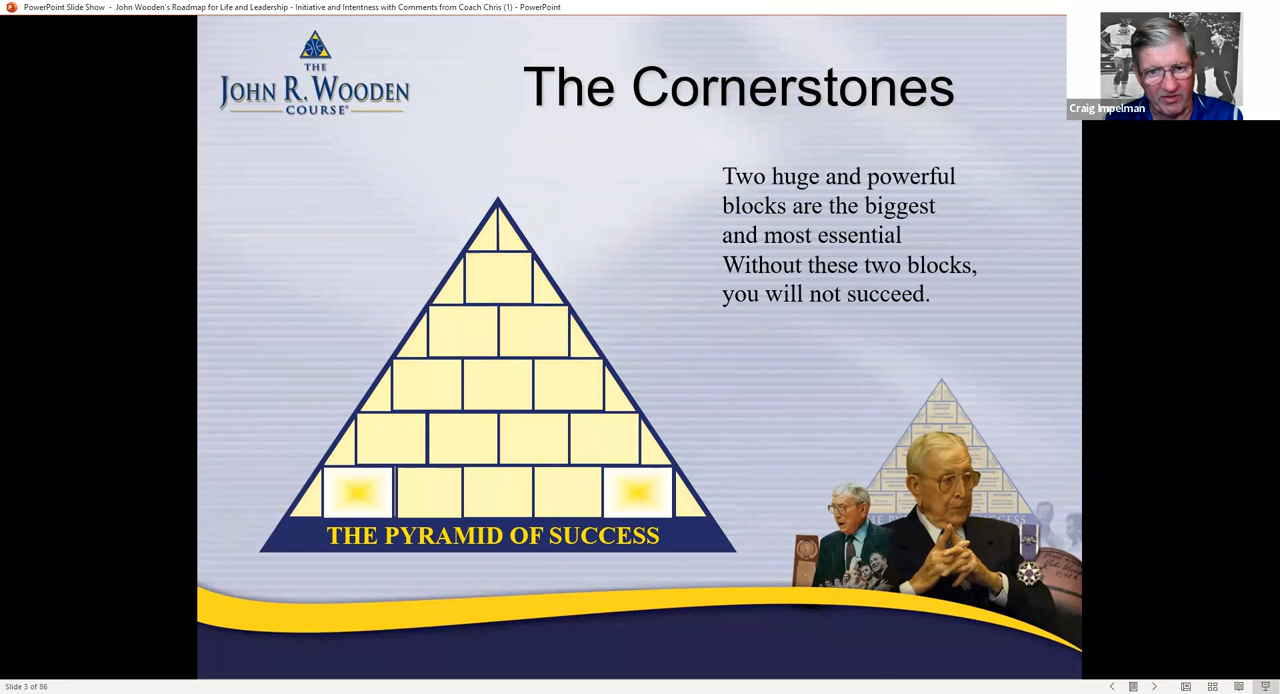 PowerPoint Slide Show - John Wooden's Roadmap for Life and Leadership - Initiative and Intentness with Comments from Coach Chris (1) - PowerPoint
THE
JOHN R. WOODEN
COURSE®
The Cornerstones
Craig Impelman
Two huge and powerful
blocks are the biggest
and most essential
Without these two blocks,
you will not succeed.
THE PYRAMID OF SUCCESS
Slide 3 of 86